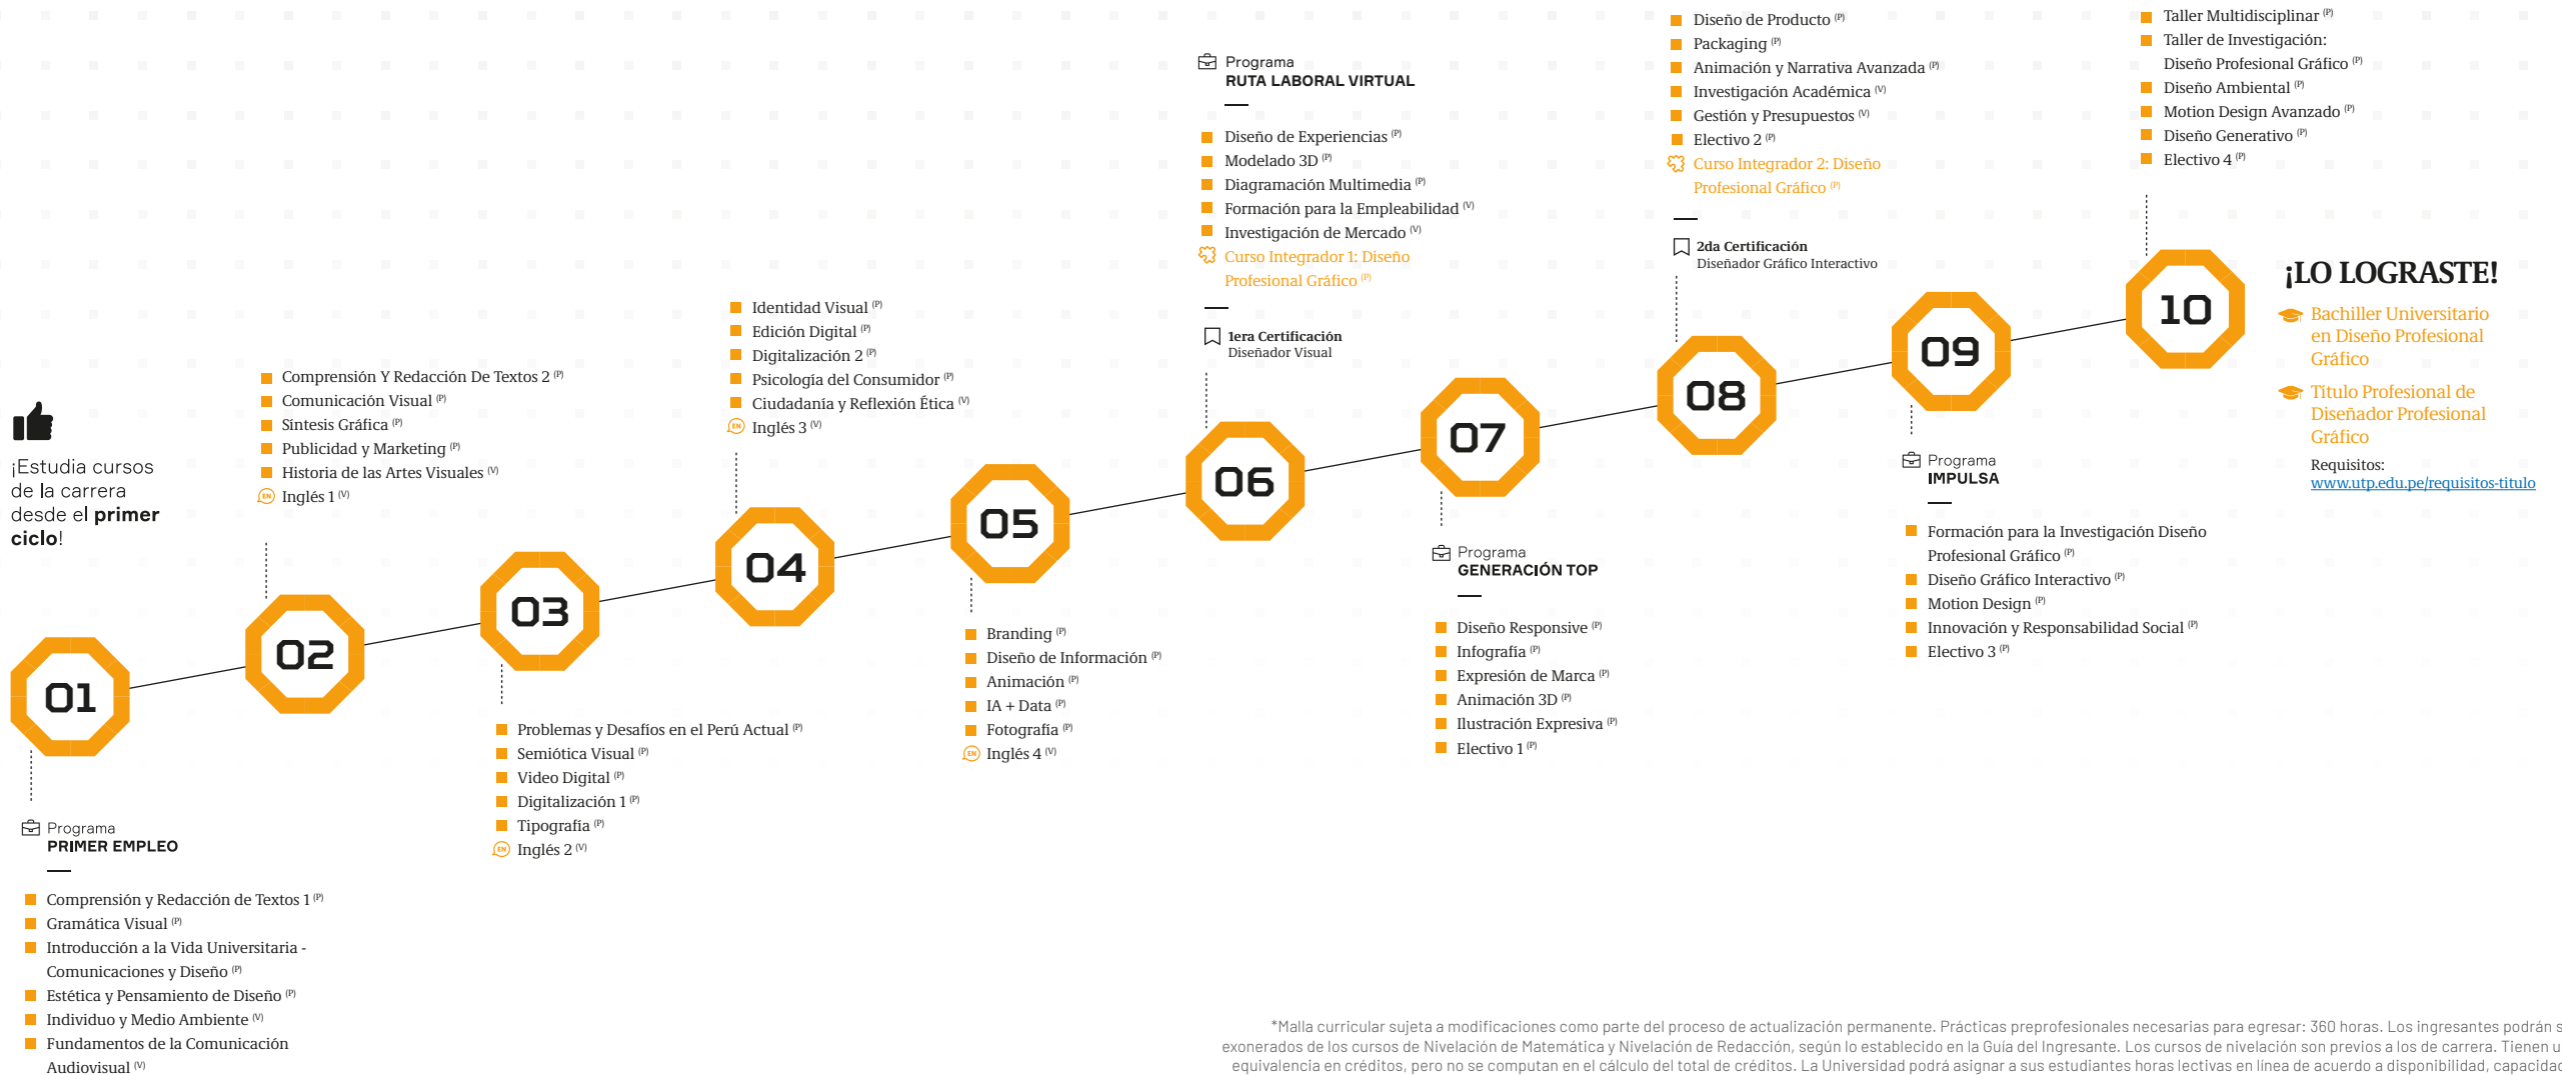 ¡Estudia cursos
de la carrera
desde el primer
ciclo!
01
Programa
PRIMER EMPLEO
Comprensión y Redacción de Textos 1 (P)
Gramática Visual (P)
Introducción a la Vida Universitaria -
Comunicaciones y Diseño (P)
Estética y Pensamiento de Diseño (P)
Individuo y Medio Ambiente (V)
Fundamentos de la Comunicación
Audiovisual (V)
Comprensión Y Redacción De Textos 2 (P)
Comunicación Visual (P)
Síntesis Gráfica (P)
Publicidad y Marketing (P)
Historia de las Artes Visuales (V)
EN Inglés 1 (V)
02
03
Problemas y Desafíos en el Perú Actual (P)
Semiótica Visual (P)
Video Digital (P)
Digitalización 1 (P)
Tipografía (P)
EN Inglés 2 (V)
Identidad Visual (P)
Edición Digital (P)
Digitalización 2 (P)
Psicología del Consumidor (P)
Ciudadanía y Reflexión Ética (V)
EN Inglés 3 (V)
04
05
Branding (P)
Diseño de Información (P)
Animación (P)
IA + Data (P)
Fotografía (P)
EN Inglés 4 (V)
Programa
RUTA LABORAL VIRTUAL
Diseño de Experiencias (P)
Modelado 3D (P)
Diagramación Multimedia (P)
Formación para la Empleabilidad (V)
Investigación de Mercado (V)
Curso Integrador 1: Diseño
Profesional Gráfico (P)
1era Certificación
Diseñador Visual
06
07
Programa
GENERACIÓN TOP
Diseño Responsive (P)
Infografía (P)
Expresión de Marca (P)
Animación 3D (P)
Ilustración Expresiva (P)
Electivo 1 (P)
Diseño de Producto (P)
Packaging (P)
Animación y Narrativa Avanzada (P)
Investigación Académica (V)
Gestión y Presupuestos (V)
Electivo 2 (P)
Curso Integrador 2: Diseño
Profesional Gráfico (P)
2da Certificación
Diseñador Gráfico Interactivo
08
09
Programa
IMPULSA
Formación para la Investigación Diseño
Profesional Gráfico (P)
Diseño Gráfico Interactivo (P)
Motion Design (P)
Innovación y Responsabilidad Social (P)
Electivo 3 (P)
Taller Multidisciplinar (P)
Taller de Investigación:
Diseño Profesional Gráfico (P)
Diseño Ambiental (P)
Motion Design Avanzado (P)
Diseño Generativo (P)
Electivo 4 (P)
10
¡LO LOGRASTE!
Bachiller Universitario
en Diseño Profesional
Gráfico
Título Profesional de
Diseñador Profesional
Gráfico
Requisitos:
www.utp.edu.pe/requisitos-titulo
*Malla curricular sujeta a modificaciones como parte del proceso de actualización permanente. Prácticas preprofesionales necesarias para egresar: 360 horas. Los ingresantes podrán s
exonerados de los cursos de Nivelación de Matemática y Nivelación de Redacción, según lo establecido en la Guía del Ingresante. Los cursos de nivelación son previos a los de carrera. Tienen u
equivalencia en créditos, pero no se computan en el cálculo del total de créditos. La Universidad podrá asignar a sus estudiantes horas lectivas en línea de acuerdo a disponibilidad, capacidad